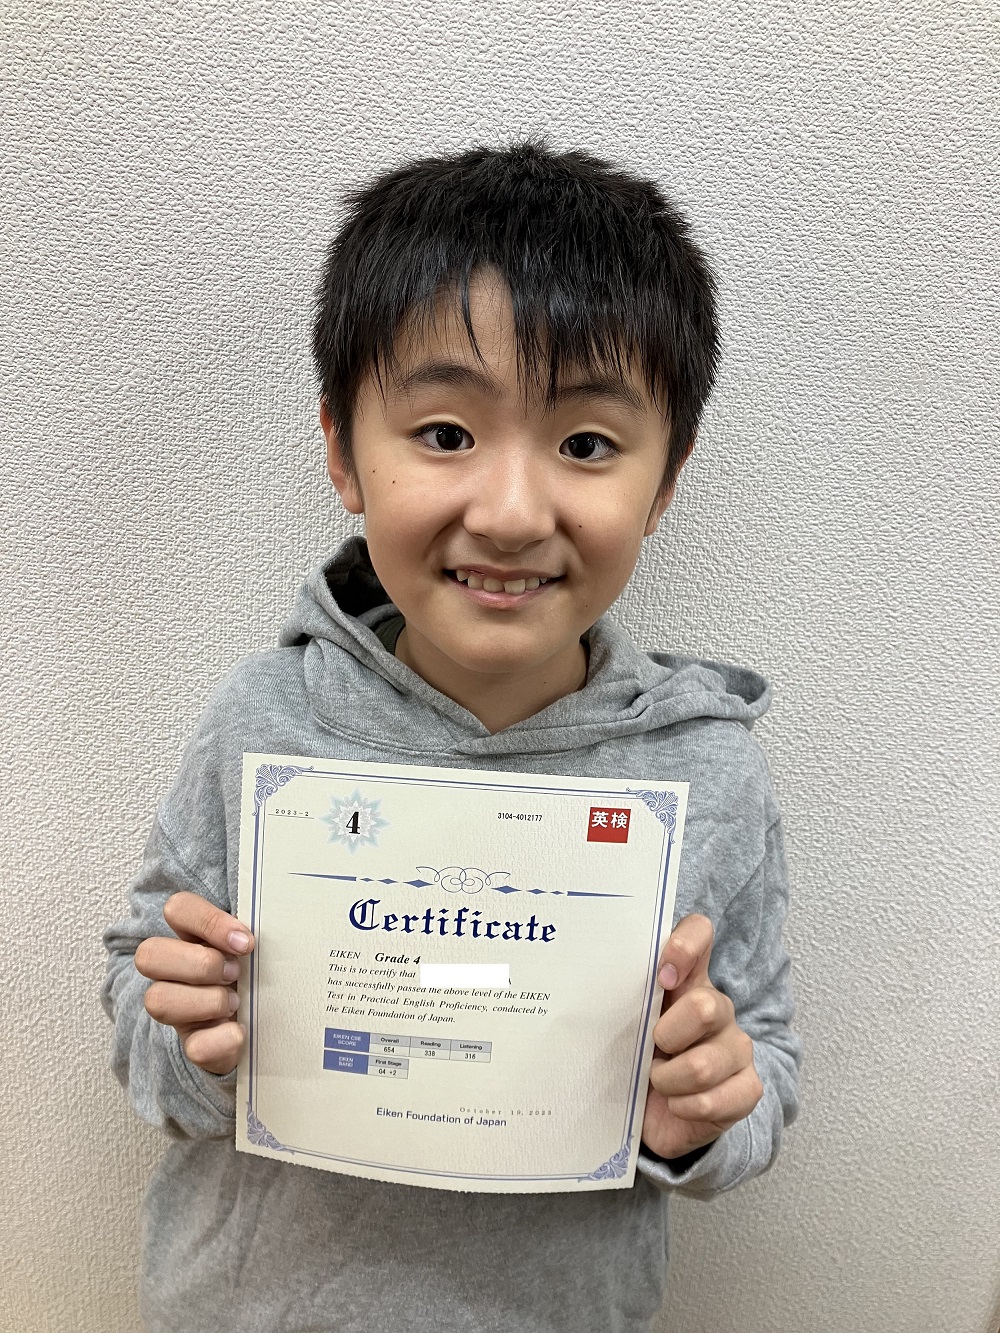 2023-2
4
3104-4012177
英検
Certificate
EIKEN Grade 4
This is to certify that
has successfully passed the above level of the EIKEN
Test in Practical English Proficiency, conducted by
the Eiken Foundation of Japan.
EIKEN CSE SCORE Overall Reading Listening
654 338 316
EIKEN BAND First Stage
G4 +2
October 19, 2023
Eiken Foundation of Japan